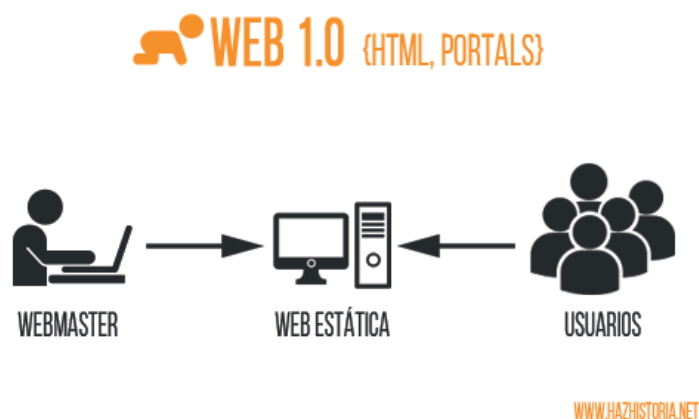 WEB 1.0 {HTML, PORTALS}
WEBMASTER
WEB ESTÁTICA
USUARIOS
WWW.HAZHISTORIA.NET